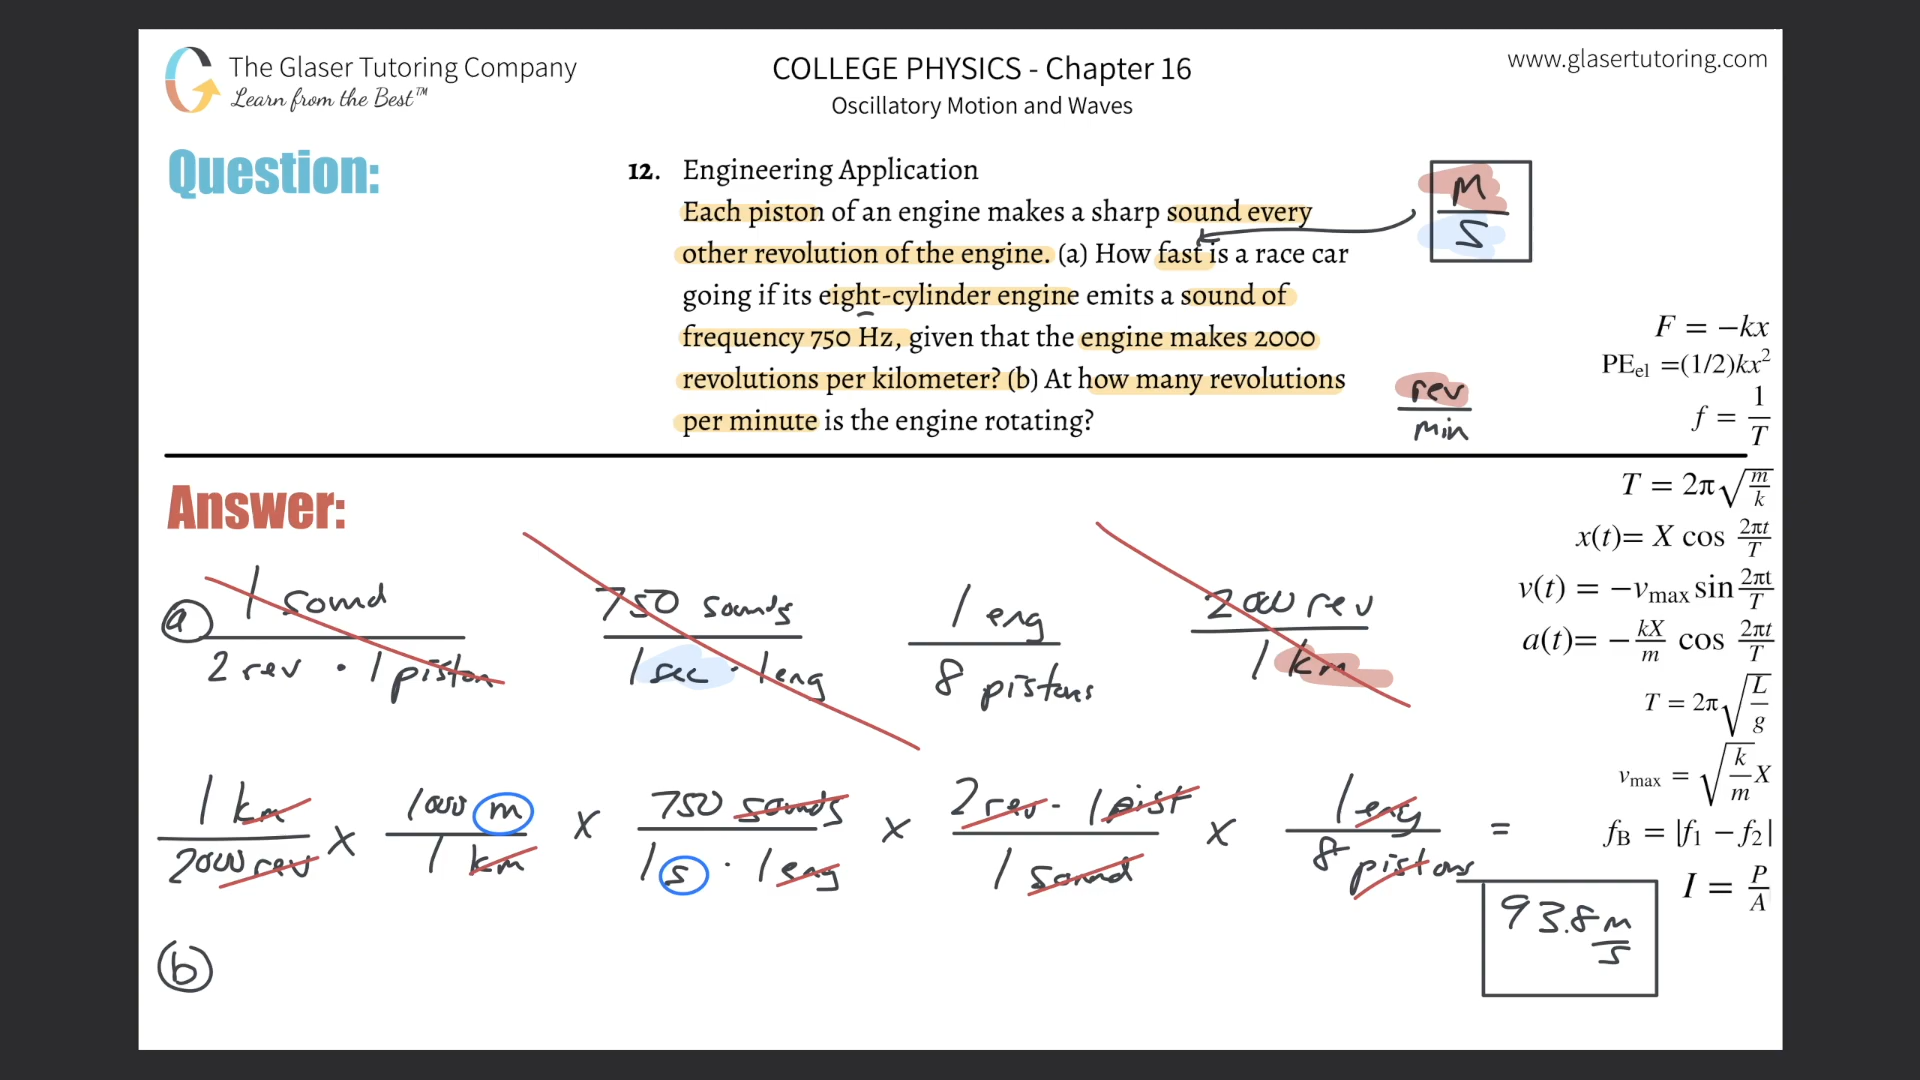 The Glaser Tutoring Company
Learn from the Best™
COLLEGE PHYSICS - Chapter 16
Oscillatory Motion and Waves
www.glasertutoring.com
Question:
12. Engineering Application
Each piston of an engine makes a sharp sound every
other revolution of the engine. (a) How fast is a race car
going if its eight-cylinder engine emits a sound of
frequency 750 Hz, given that the engine makes 2000
revolutions per kilometer? (b) At how many revolutions
per minute is the engine rotating?
m/s
rev/min
F = −kx
PEel =(1/2)kx²
f = 1/T
T = 2π√(m/k)
x(t)= X cos 2πt/T
v(t) = −vmax sin 2πt/T
a(t)= − kX/m cos 2πt/T
T = 2π√(L/g)
vmax = √(k/m) X
fB = |f1 − f2|
I = P/A
Answer:
(a) 1 sound / 2 rev · 1 piston
750 sounds / 1 sec · 1 eng
1 eng / 8 pistons
2000 rev / 1 km
1 km / 2000 rev x 1000 m / 1 km x 750 sounds / 1 s · 1 eng x 2 rev · 1 pist / 1 sound x 1 eng / 8 pistons =
93.8 m/s
(b)